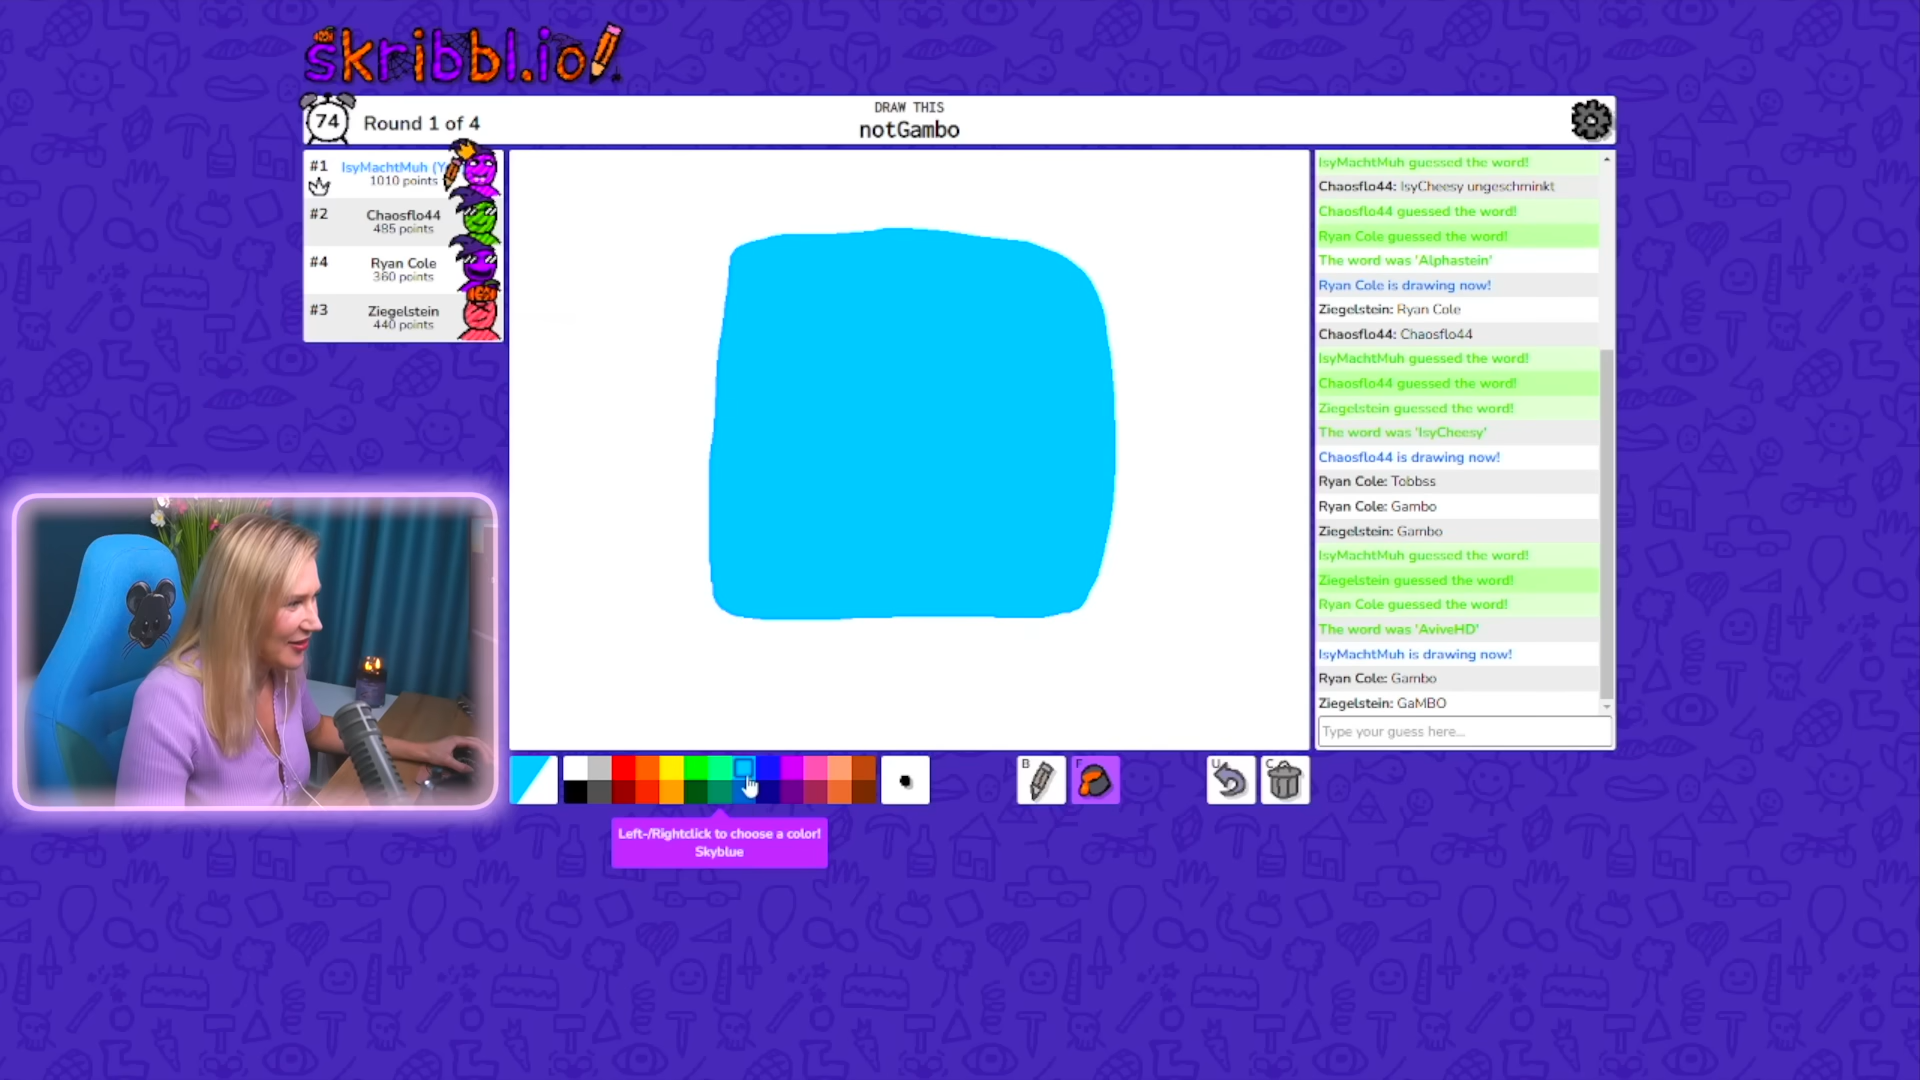 skribbl.io
74
Round 1 of 4
DRAW THIS
notGambo
#1
IsyMachtMuh (Y
1010 points
#2
Chaosflo44
485 points
#4
Ryan Cole
360 points
#3
Ziegelstein
440 points
IsyMachtMuh guessed the word!
Chaosflo44: IsyCheesy ungeschminkt
Chaosflo44 guessed the word!
Ryan Cole guessed the word!
The word was 'Alphastein'
Ryan Cole is drawing now!
Ziegelstein: Ryan Cole
Chaosflo44: Chaosflo44
IsyMachtMuh guessed the word!
Chaosflo44 guessed the word!
Ziegelstein guessed the word!
The word was 'IsyCheesy'
Chaosflo44 is drawing now!
Ryan Cole: Tobbss
Ryan Cole: Gambo
Ziegelstein: Gambo
IsyMachtMuh guessed the word!
Ziegelstein guessed the word!
Ryan Cole guessed the word!
The word was 'AviveHD'
IsyMachtMuh is drawing now!
Ryan Cole: Gambo
Ziegelstein: GaMBO
Type your guess here...
B
F
U
C
Left-/Rightclick to choose a color!
Skyblue